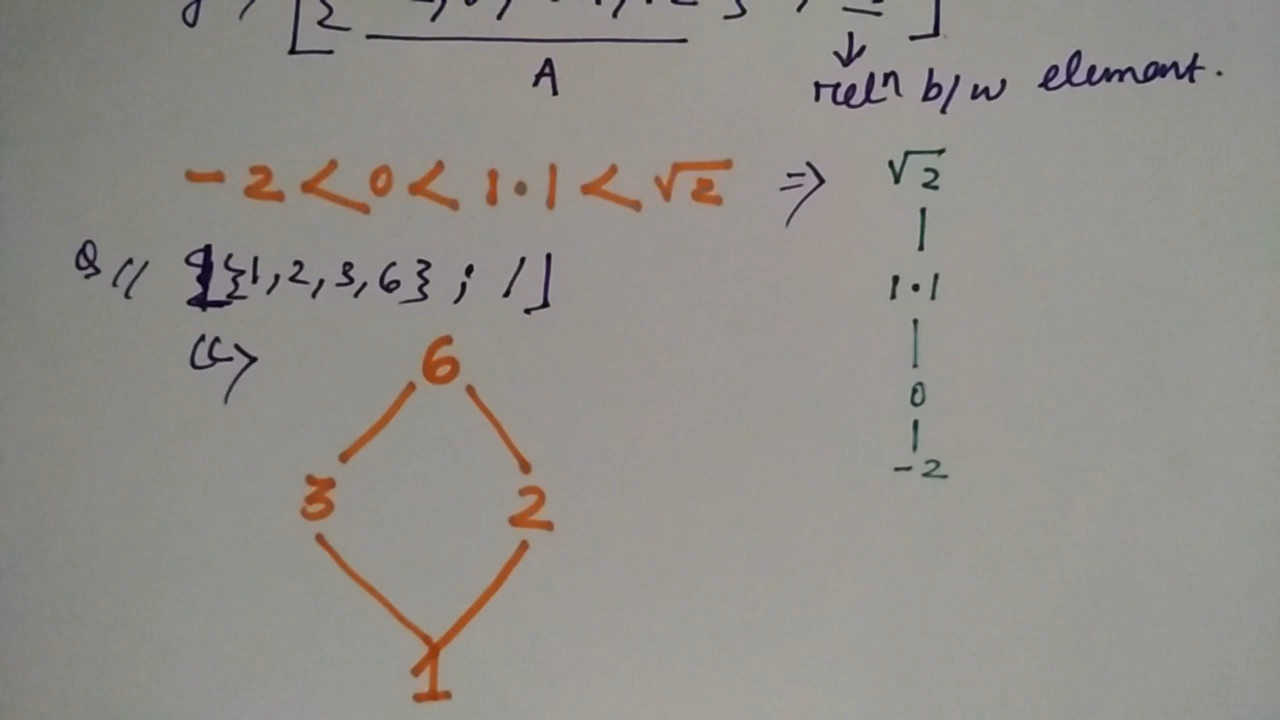 A
reln b/w element.
-2 < 0 < 1.1 < √2 ⇒
√2
1.1
0
-2
Q// [{1,2,3,6} ; /]
6
3 2
1